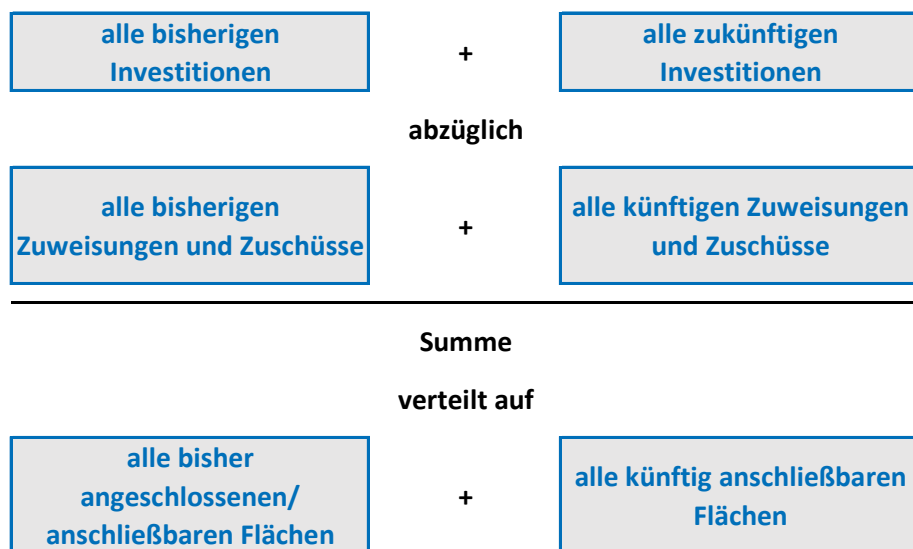 alle bisherigen
Investitionen
+
alle zukünftigen
Investitionen
abzüglich
alle bisherigen
Zuweisungen und Zuschüsse
+
alle künftigen Zuweisungen
und Zuschüsse
Summe
verteilt auf
alle bisher
angeschlossenen/
anschließbaren Flächen
+
alle künftig anschließbaren
Flächen